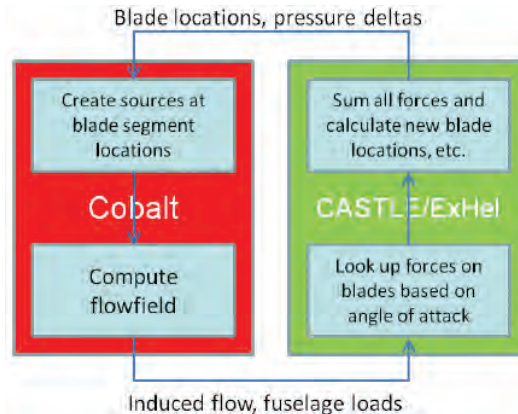 Blade locations, pressure deltas
Create sources at
blade segment
locations
Cobalt
Compute
flowfield
Sum all forces and
calculate new blade
locations, etc.
CASTLE/ExHel
Look up forces on
blades based on
angle of attack
Induced flow, fuselage loads